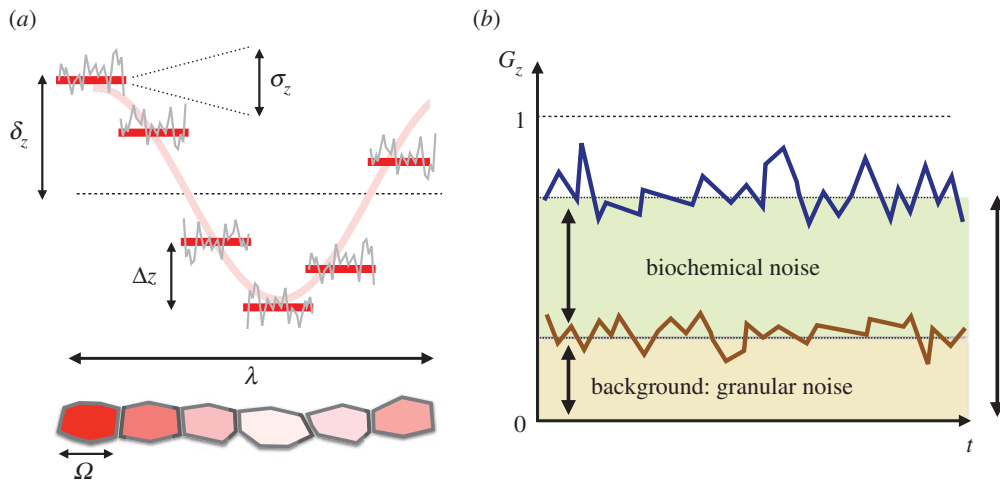 (a)
δz
σz
Δz
λ
Ω
(b)
Gz
1
biochemical noise
background: granular noise
0
t